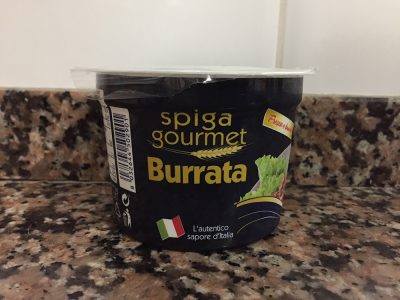 spiga
gourmet
Burrata
L'autentico
sapore d'Italia